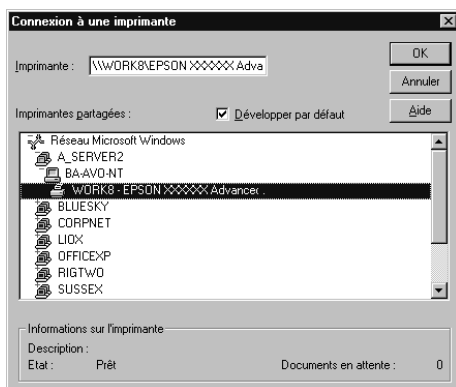 Connexion à une imprimante
OK
Imprimante : \\WORK8\EPSON XXXXXX Adva
Annuler
Imprimantes partagées : Développer par défaut Aide
Réseau Microsoft Windows
A_SERVER2
BA-AVO-NT
WORK8 - EPSON XXXXXX Advancec .
BLUESKY
CORPNET
LIOX
OFFICEXP
RIGTWO
SUSSEX
Informations sur l'imprimante
Description :
Etat : Prêt Documents en attente : 0